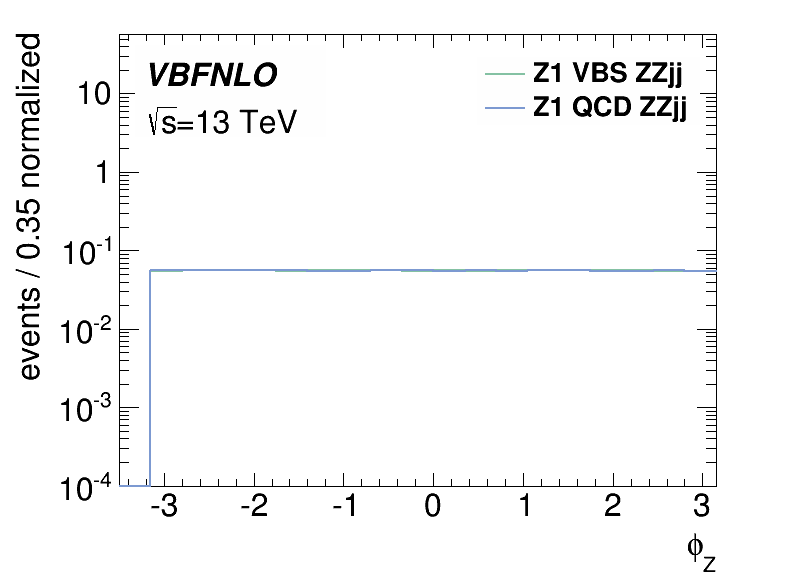 VBFNLO
√s=13 TeV
Z1 VBS ZZjj
Z1 QCD ZZjj
events / 0.35 normalized
10
1
10⁻¹
10⁻²
10⁻³
10⁻⁴
-3 -2 -1 0 1 2 3
ϕ_Z